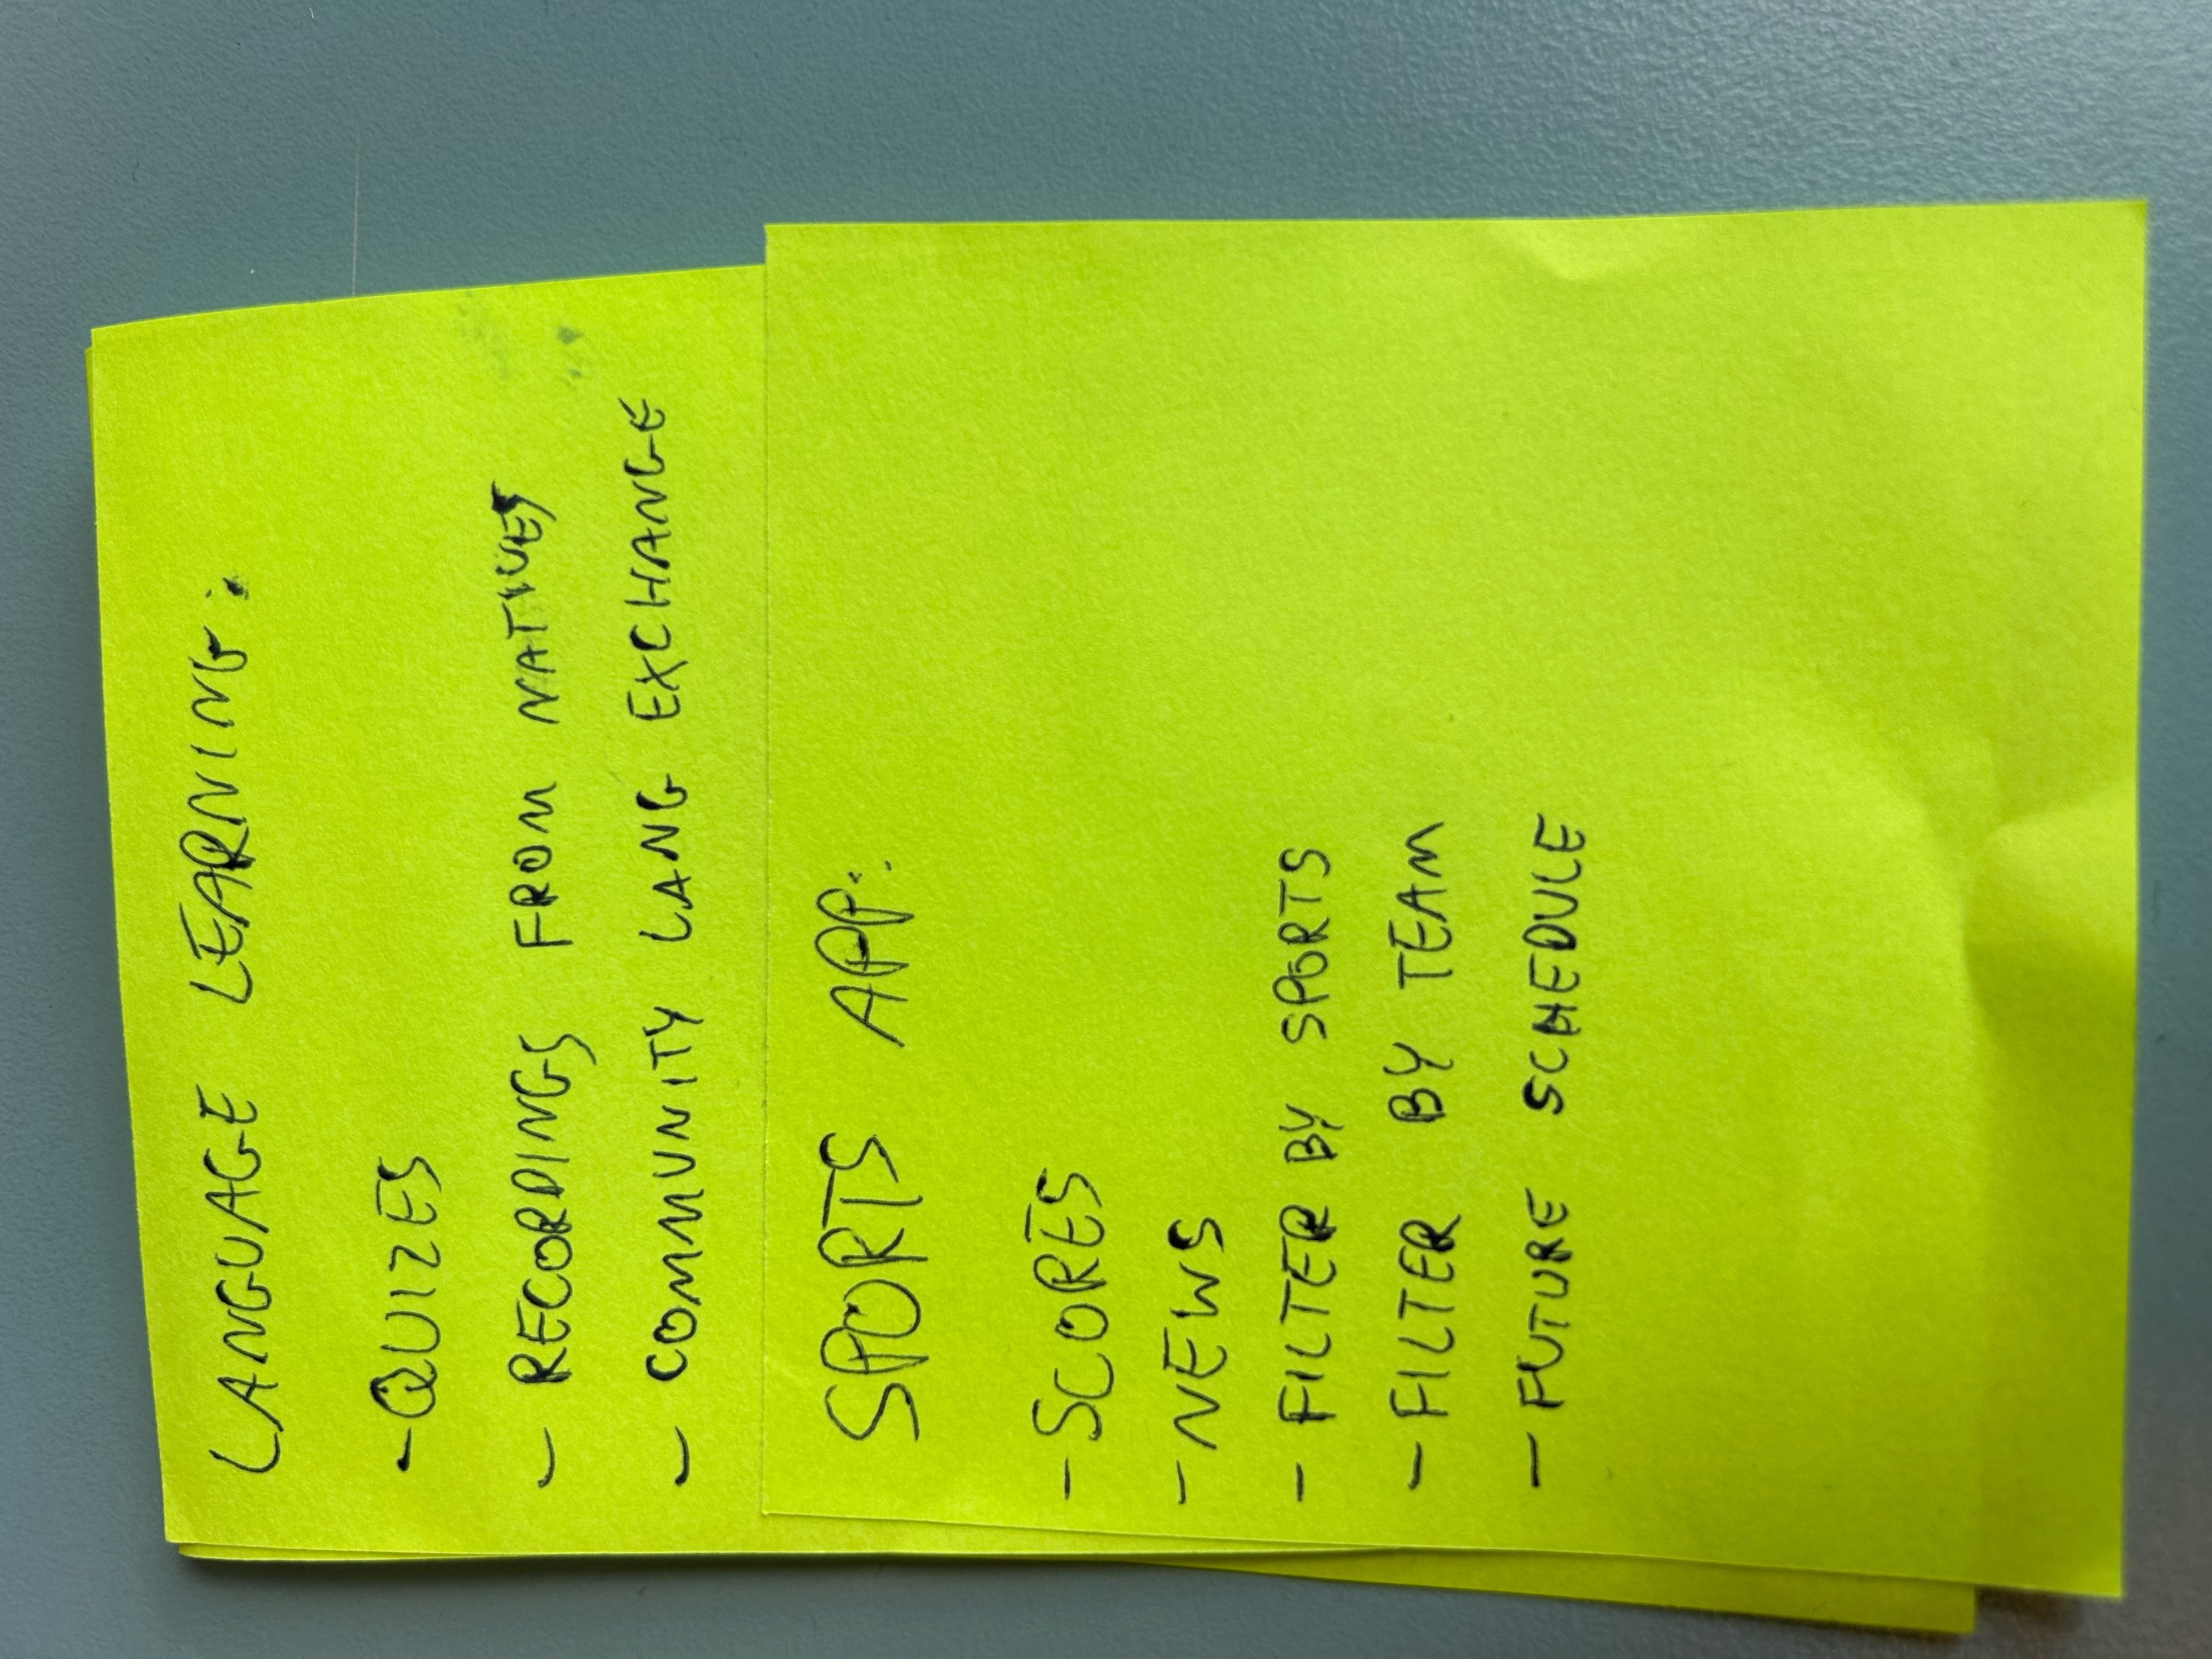 LANGUAGE LEARNING:
- QUIZES
- RECORDINGS FROM NATIVES
- COMMUNITY LANG EXCHANGE
SPORTS APP:
- SCORES
- NEWS
- FILTER BY SPORTS
- FILTER BY TEAM
- FUTURE SCHEDULE